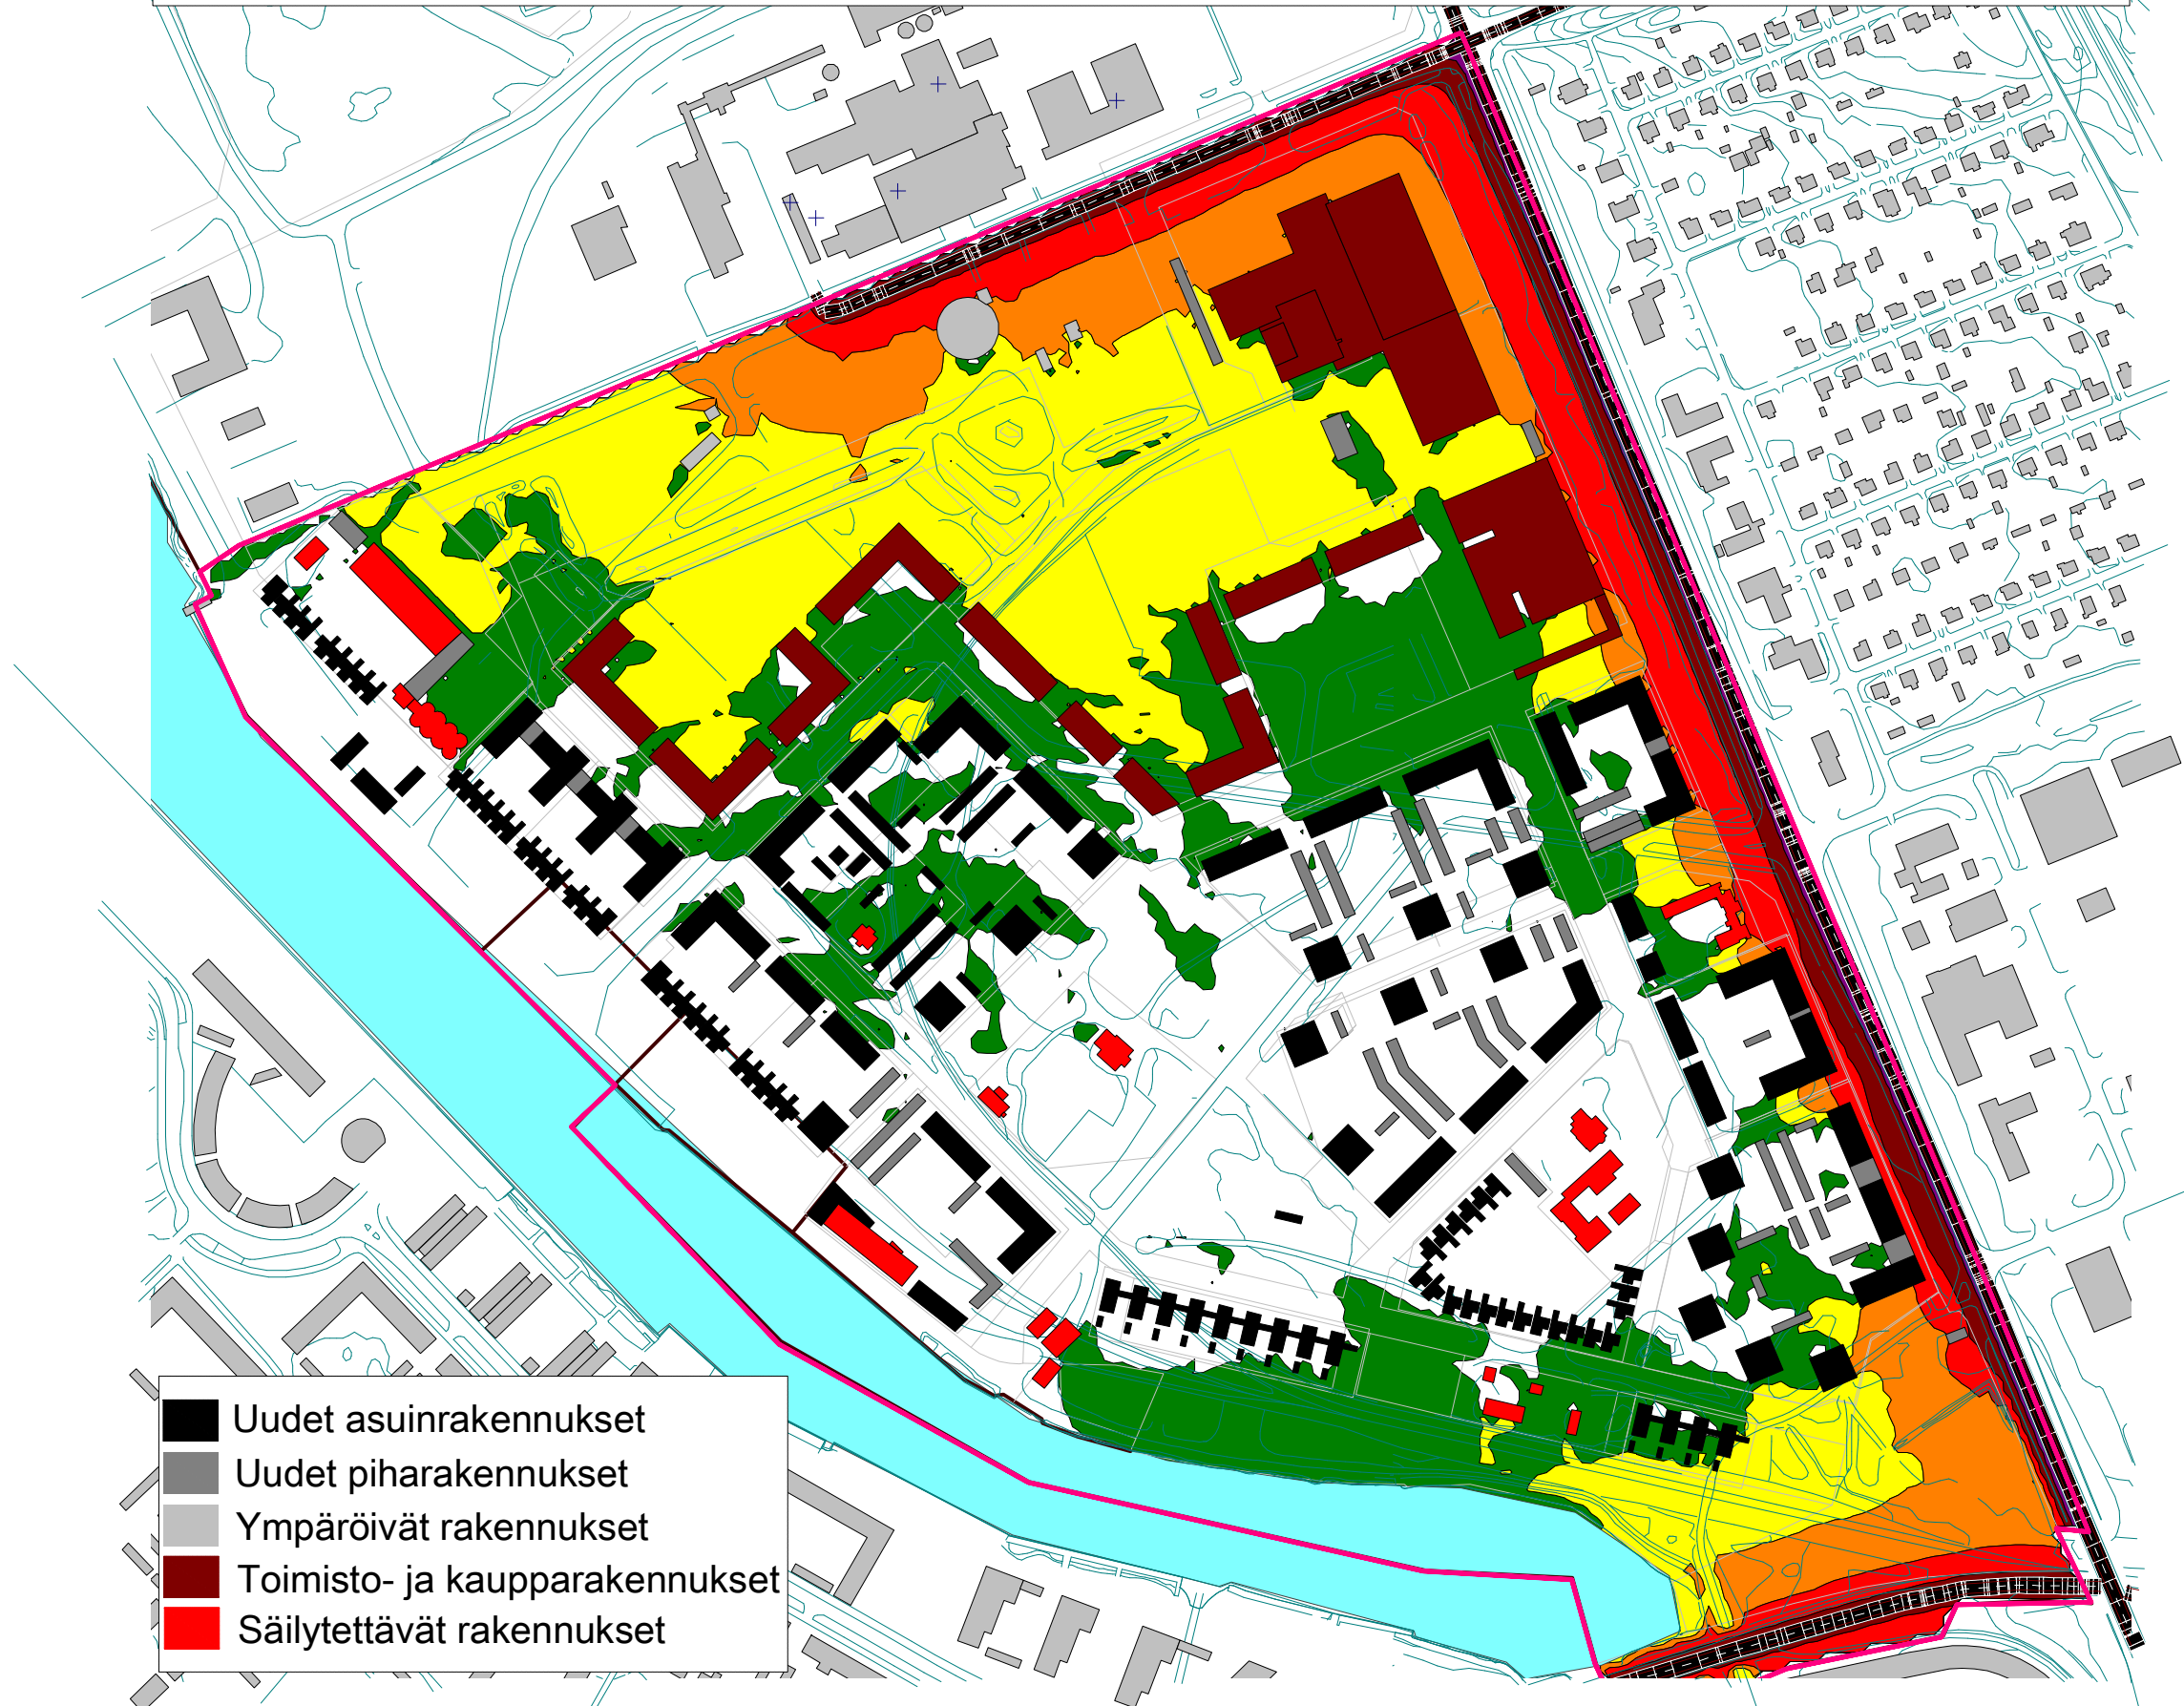 Uudet asuinrakennukset
Uudet piharakennukset
Ympäröivät rakennukset
Toimisto- ja kaupparakennukset
Säilytettävät rakennukset